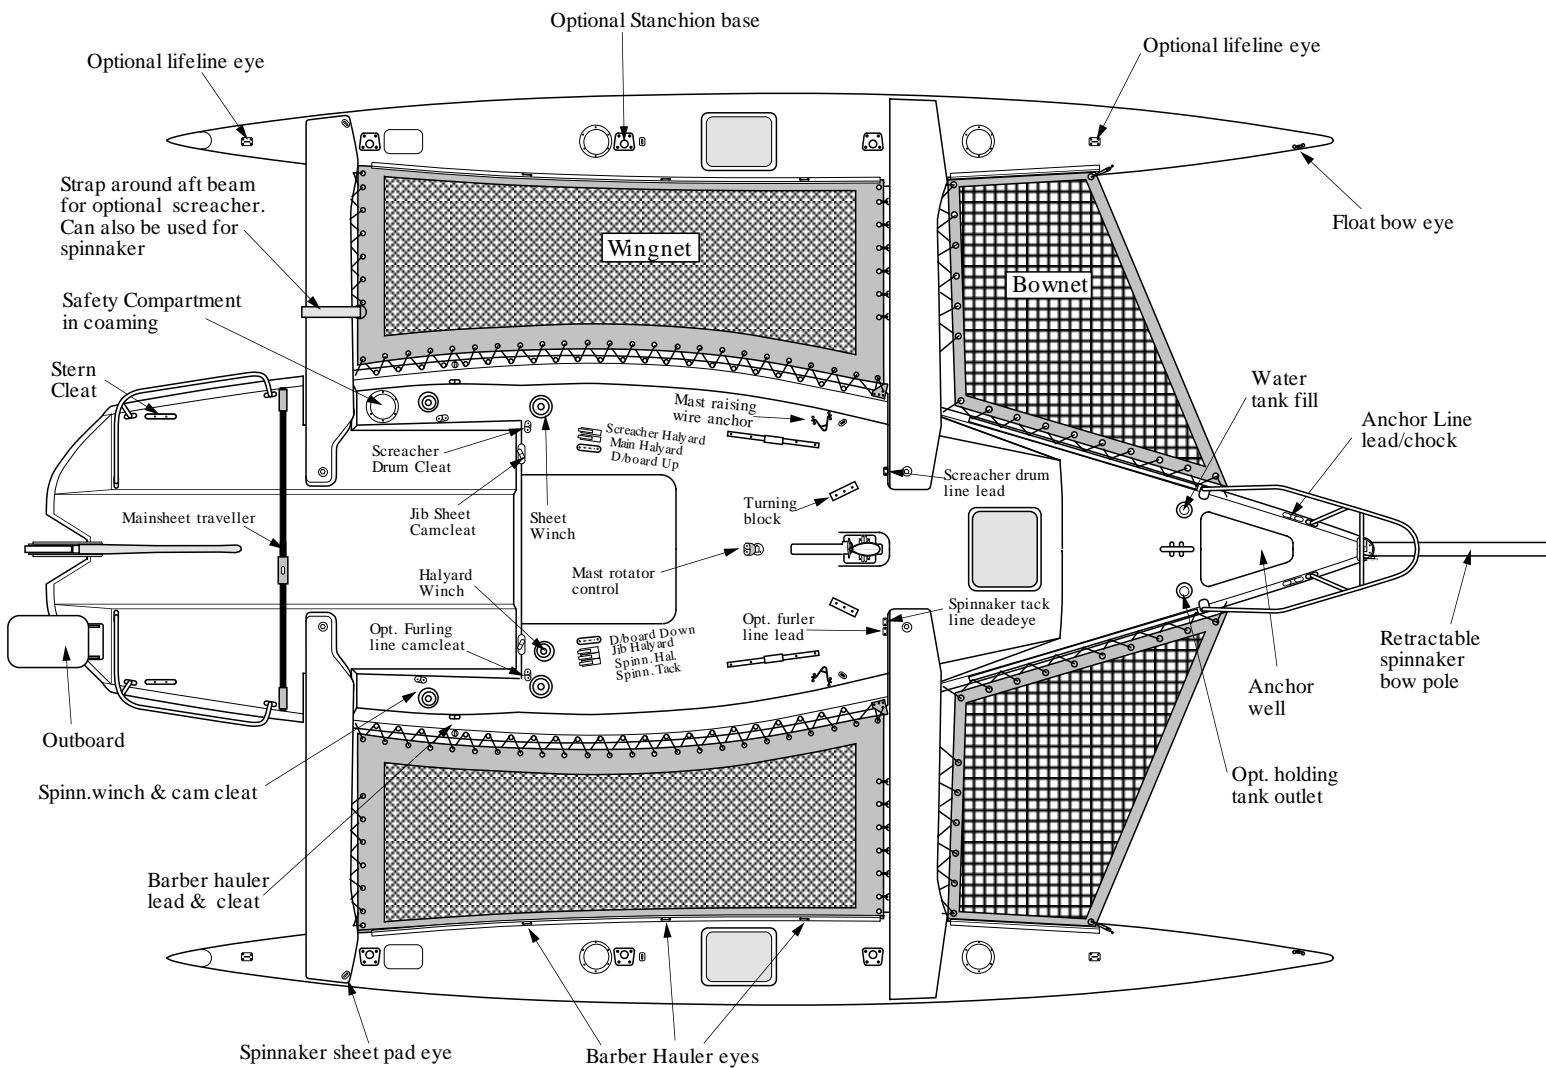 Optional Stanchion base
Optional lifeline eye
Optional lifeline eye
Strap around aft beam
for optional screacher.
Can also be used for
spinnaker
Wingnet
Bownet
Float bow eye
Safety Compartment
in coaming
Stern
Cleat
Water
tank fill
Anchor Line
lead/chock
Mast raising
wire anchor
Screacher Halyard
Main Halyard
D/board Up
Screacher
Drum Cleat
Screacher drum
line lead
Mainsheet traveller
Jib Sheet
Camcleat
Sheet
Winch
Turning
block
Halyard
Winch
Mast rotator
control
Spinnaker tack
line deadeye
Opt. Furling
line camcleat
D/board Down
Jib Halyard
Spinn. Hal.
Spinn. Tack
Opt. furler
line lead
Retractable
spinnaker
bow pole
Anchor
well
Outboard
Spinn.winch & cam cleat
Opt. holding
tank outlet
Barber hauler
lead & cleat
Spinnaker sheet pad eye
Barber Hauler eyes